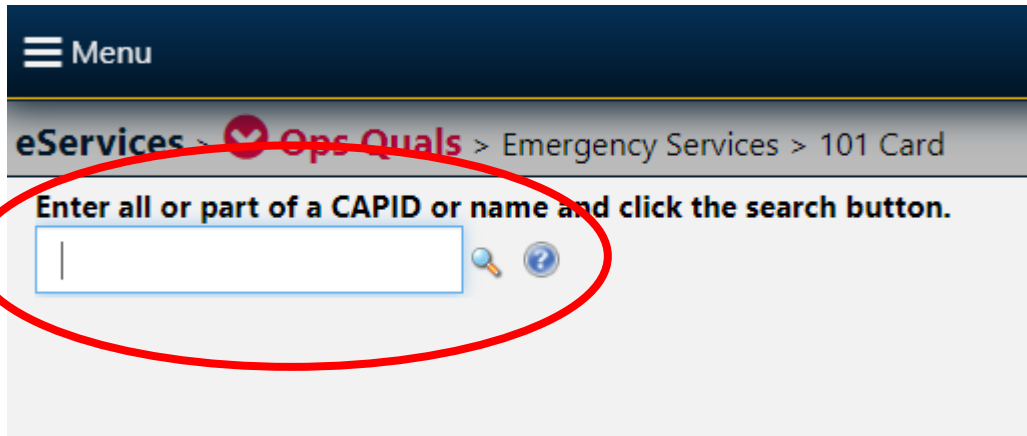 Menu
eServices > Ops Quals > Emergency Services > 101 Card
Enter all or part of a CAPID or name and click the search button.
?